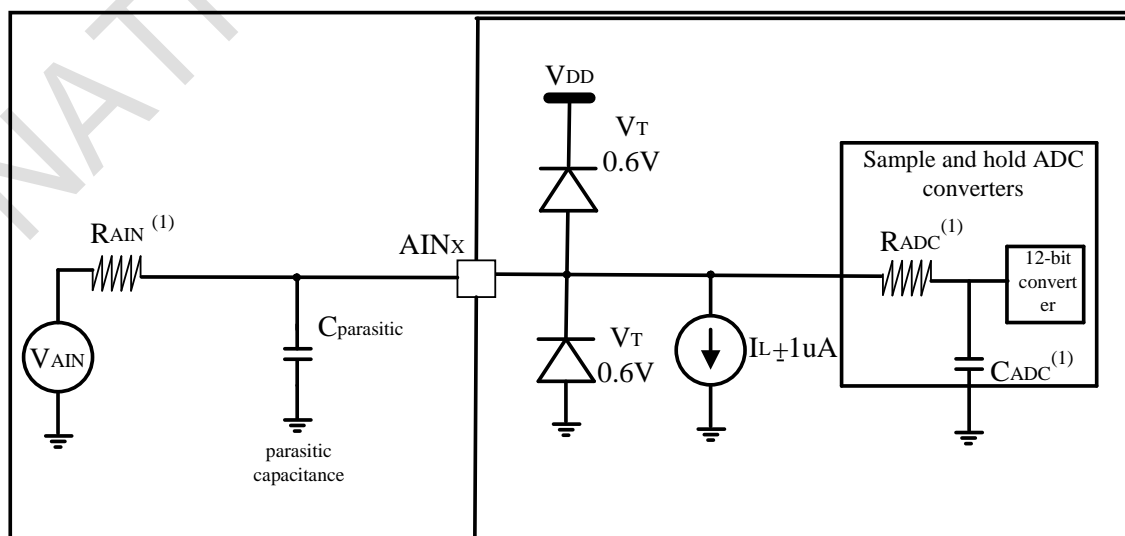 NATI
VDD
VT
0.6V
Sample and hold ADC
converters
RAIN(1)
AINX
RADC(1)
12-bit
convert
er
Cparasitic
VAIN
VT
0.6V
IL±1uA
CADC(1)
parasitic
capacitance